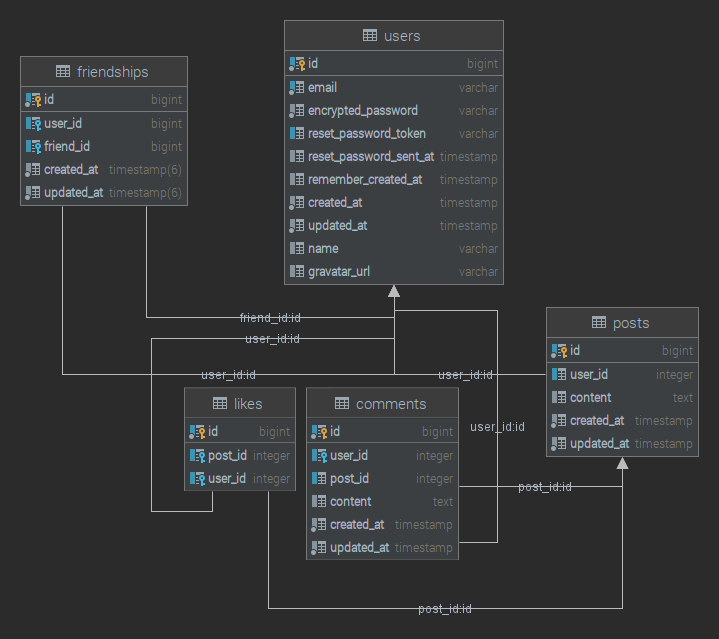 users
id bigint
email varchar
encrypted_password varchar
reset_password_token varchar
reset_password_sent_at timestamp
remember_created_at timestamp
created_at timestamp
updated_at timestamp
name varchar
gravatar_url varchar
friendships
id bigint
user_id bigint
friend_id bigint
created_at timestamp(6)
updated_at timestamp(6)
friend_id:id
user_id:id
user_id:id
user_id:id
posts
id bigint
user_id integer
content text
created_at timestamp
updated_at timestamp
likes
id bigint
post_id integer
user_id integer
comments
id bigint
user_id integer
post_id integer
content text
created_at timestamp
updated_at timestamp
user_id:id
post_id:id
post_id:id